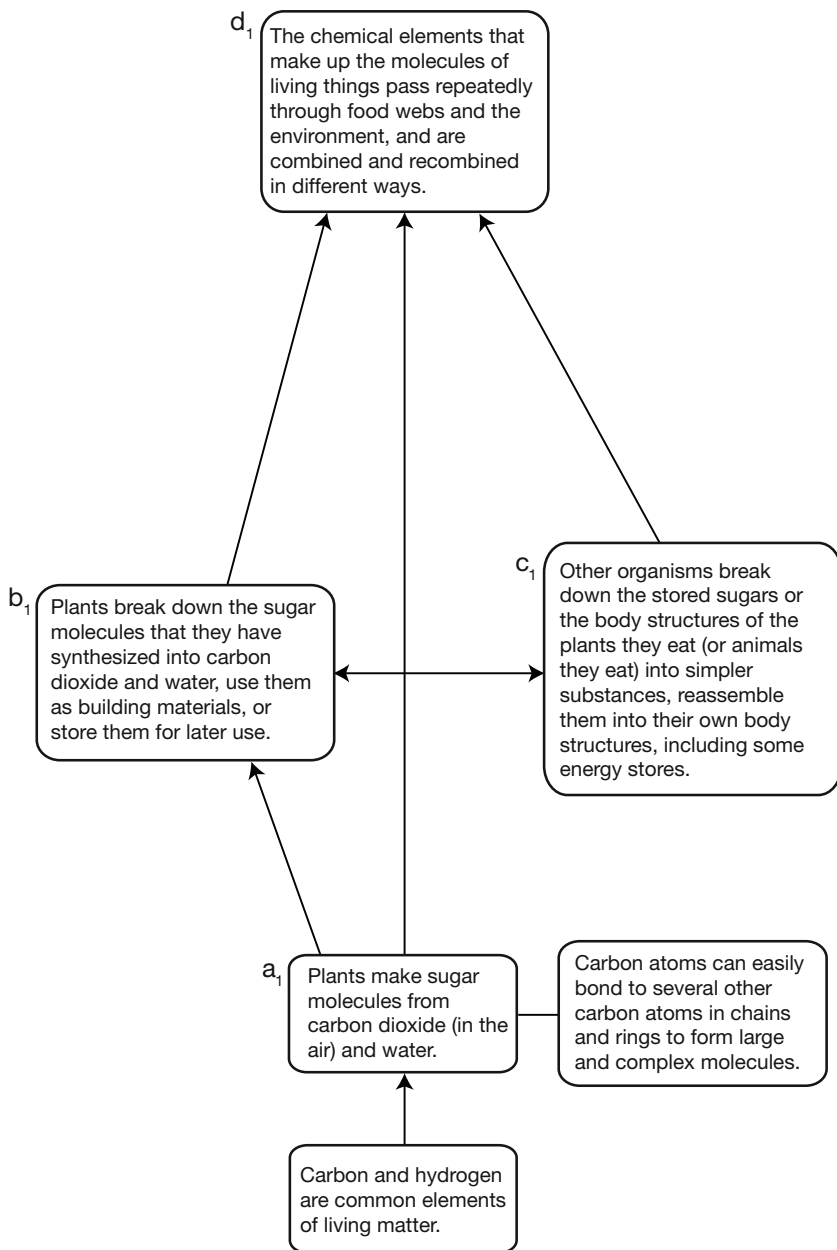 d1
The chemical elements that
make up the molecules of
living things pass repeatedly
through food webs and the
environment, and are
combined and recombined
in different ways.
b1
Plants break down the sugar
molecules that they have
synthesized into carbon
dioxide and water, use them
as building materials, or
store them for later use.
c1
Other organisms break
down the stored sugars or
the body structures of the
plants they eat (or animals
they eat) into simpler
substances, reassemble
them into their own body
structures, including some
energy stores.
a1
Plants make sugar
molecules from
carbon dioxide (in the
air) and water.
Carbon atoms can easily
bond to several other
carbon atoms in chains
and rings to form large
and complex molecules.
Carbon and hydrogen
are common elements
of living matter.